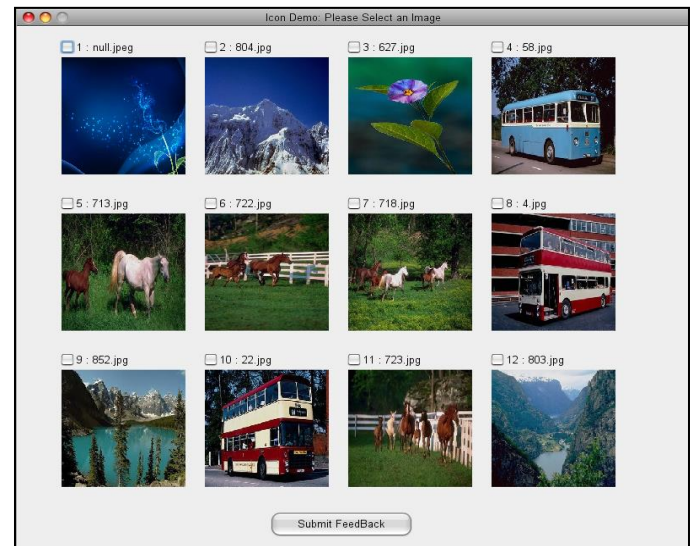 Icon Demo: Please Select an Image
1 : null.jpeg
2 : 804.jpg
3 : 627.jpg
4 : 58.jpg
5 : 713.jpg
6 : 722.jpg
7 : 718.jpg
8 : 4.jpg
9 : 852.jpg
10 : 22.jpg
11 : 723.jpg
12 : 803.jpg
Submit FeedBack